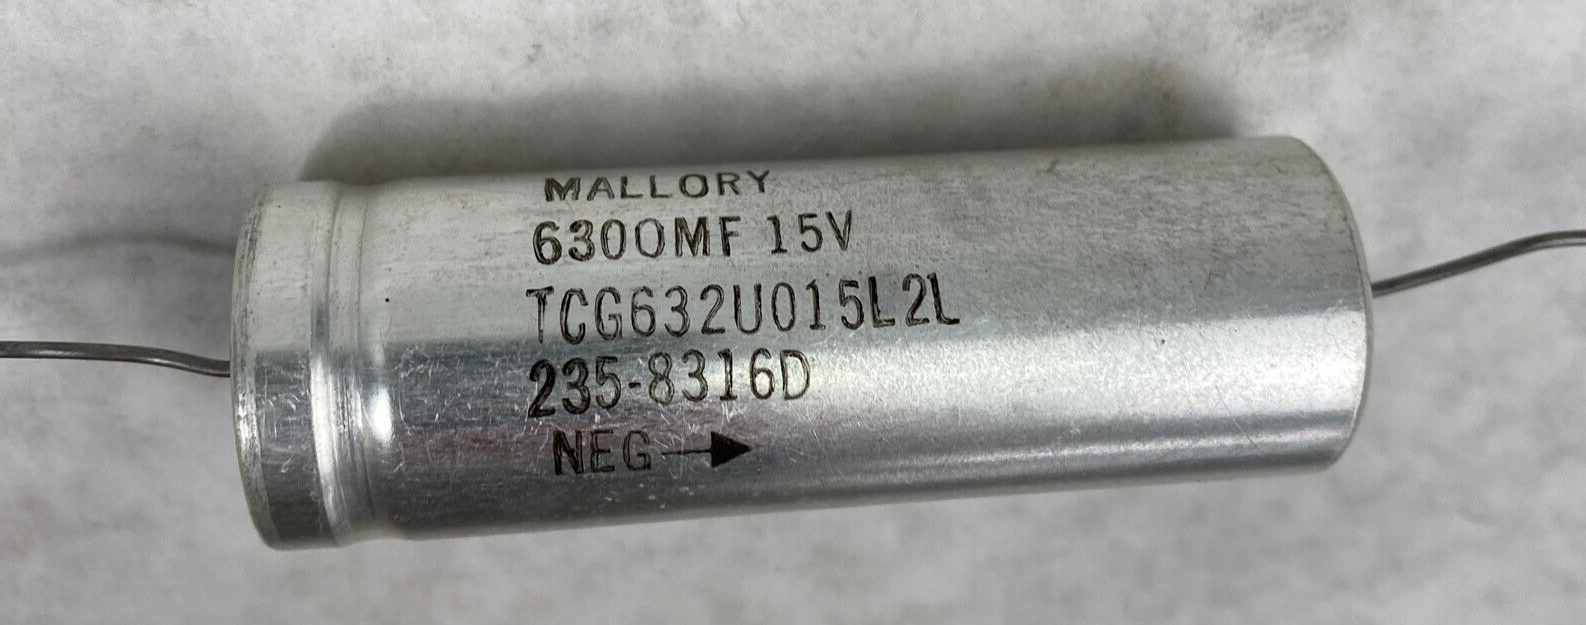 MALLORY
6300MF 15V
TCG632U015L2L
235-8316D
NEG→